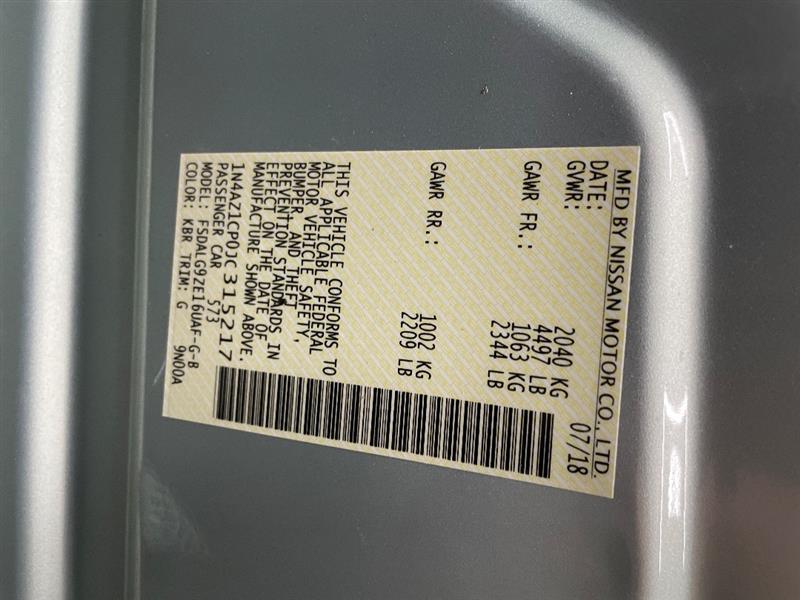 MFD BY NISSAN MOTOR CO., LTD.
DATE: 07/18
GVWR: 2040 KG
4497 LB
GAWR FR.: 1063 KG
2344 LB
GAWR RR.: 1002 KG
2209 LB
THIS VEHICLE CONFORMS TO
ALL APPLICABLE FEDERAL
MOTOR VEHICLE SAFETY,
BUMPER, AND THEFT
PREVENTION STANDARDS IN
EFFECT ON THE DATE OF
MANUFACTURE SHOWN ABOVE.
1N4AZ1CP0JC315217
PASSENGER CAR 573
MODEL: FSDALG9ZE16UAF-G-B
COLOR: KBR TRIM: G 9N00A